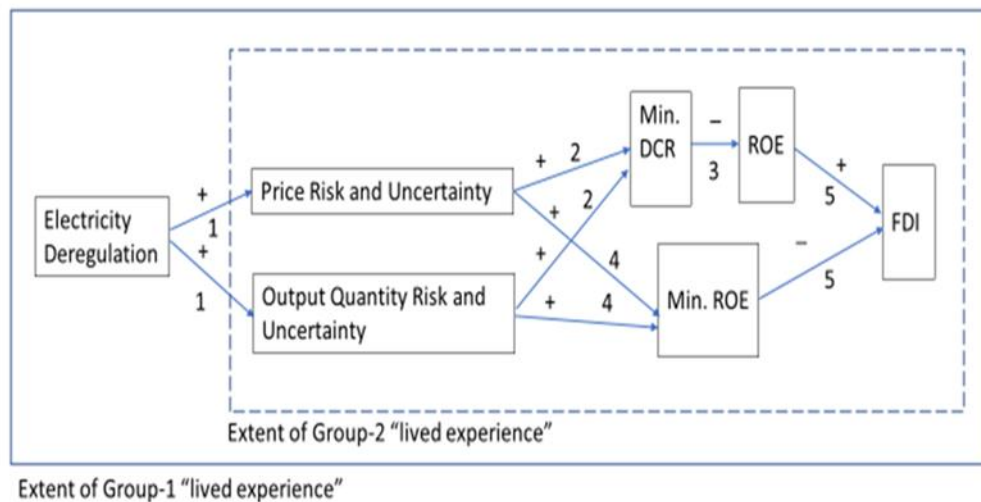 Electricity
Deregulation
+
1
+
1
Price Risk and Uncertainty
Output Quantity Risk and
Uncertainty
+ 2
2
+
+
4
+ 4
Min.
DCR
–
3
ROE
+
5
Min. ROE
–
5
FDI
Extent of Group-2 “lived experience”
Extent of Group-1 “lived experience”